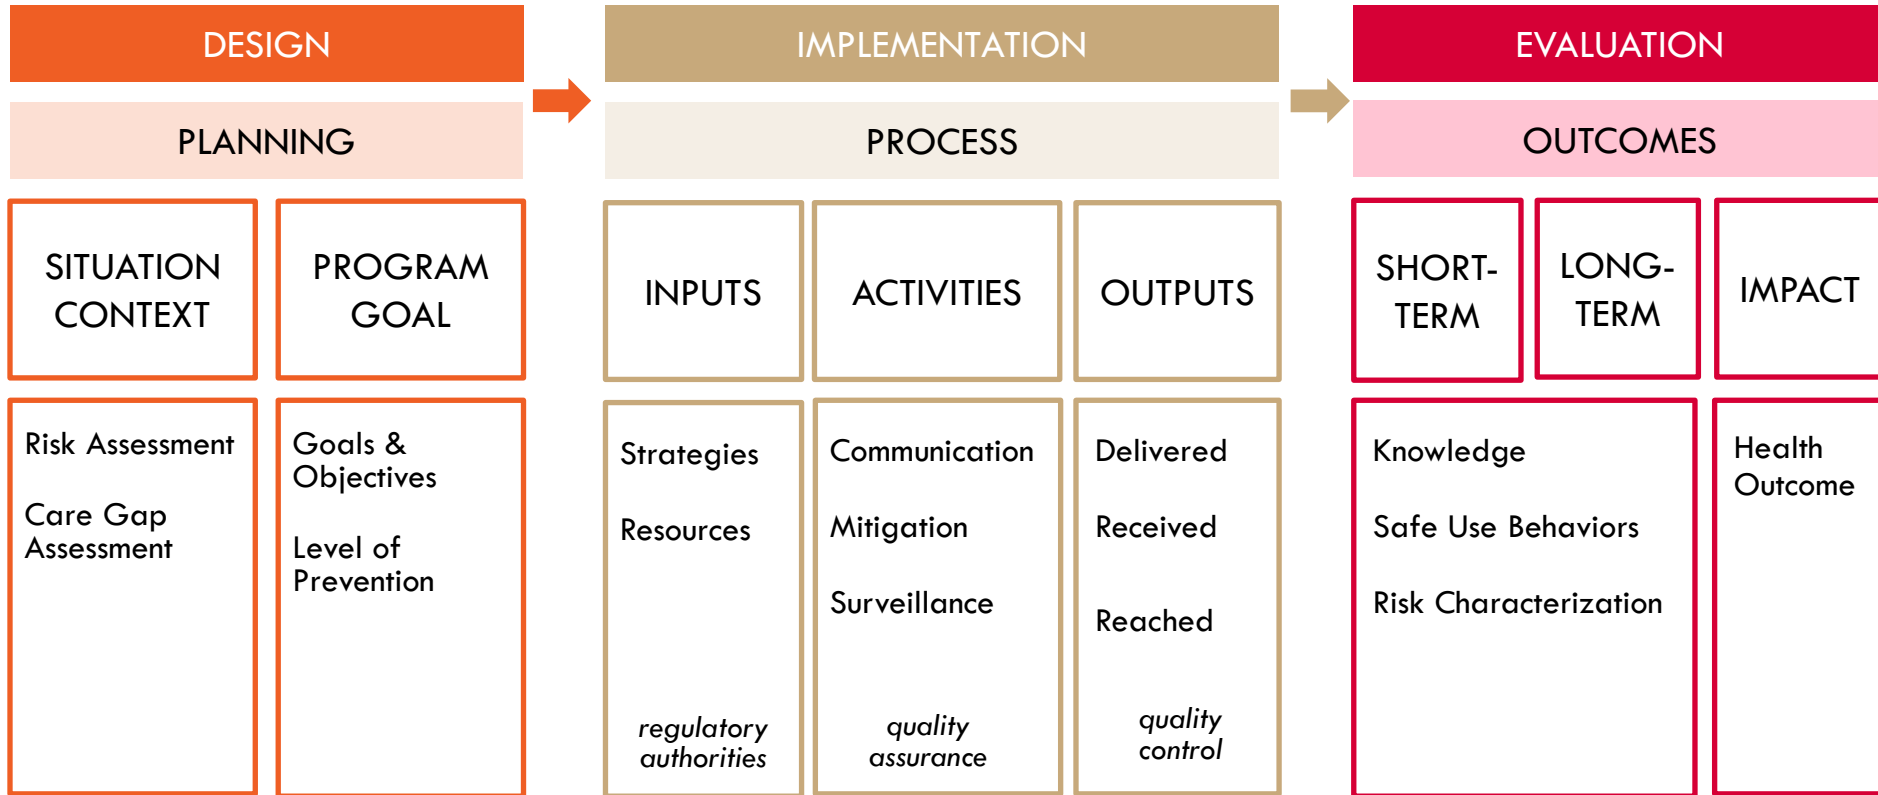 DESIGN
PLANNING
SITUATION
CONTEXT
PROGRAM
GOAL
Risk Assessment
Care Gap
Assessment
Goals &
Objectives
Level of
Prevention
IMPLEMENTATION
PROCESS
INPUTS
ACTIVITIES
OUTPUTS
Strategies
Resources
regulatory
authorities
Communication
Mitigation
Surveillance
quality
assurance
Delivered
Received
Reached
quality
control
EVALUATION
OUTCOMES
SHORT-
TERM
LONG-
TERM
IMPACT
Knowledge
Safe Use Behaviors
Risk Characterization
Health
Outcome